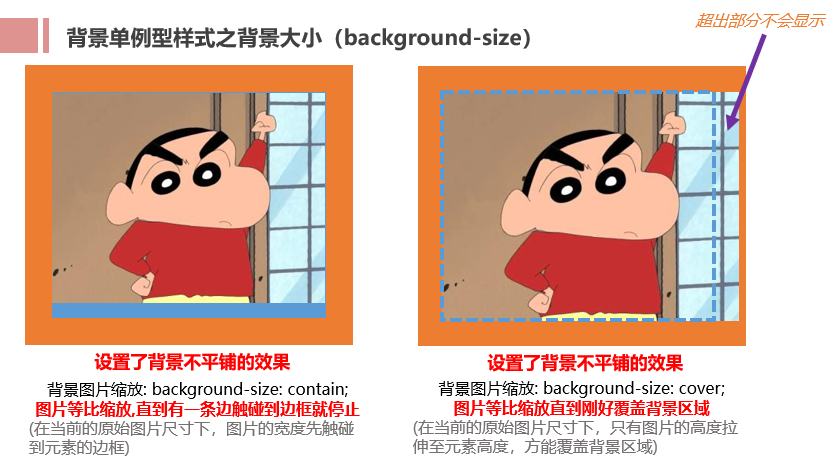 超出部分不会显示
背景单例型样式之背景大小（background-size）
设置了背景不平铺的效果
背景图片缩放: background-size: contain;
图片等比缩放,直到有一条边触碰到边框就停止
(在当前的原始图片尺寸下，图片的宽度先触碰
到元素的边框)
设置了背景不平铺的效果
背景图片缩放: background-size: cover;
图片等比缩放直到刚好覆盖背景区域
(在当前的原始图片尺寸下，只有图片的高度拉
伸至元素高度，方能覆盖背景区域)